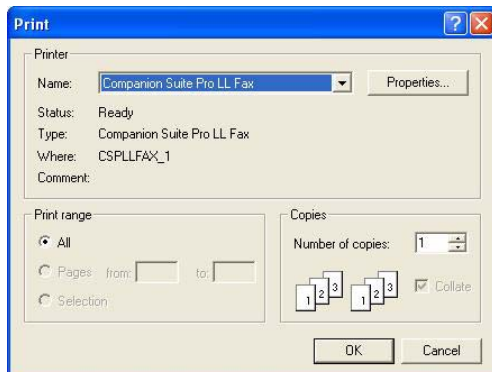 Print
Printer
Name: Companion Suite Pro LL Fax Properties...
Status: Ready
Type: Companion Suite Pro LL Fax
Where: CSPLLFAX_1
Comment:
Print range
All
Pages from: to:
Selection
Copies
Number of copies: 1
1 2 3 1 2 3 Collate
OK Cancel